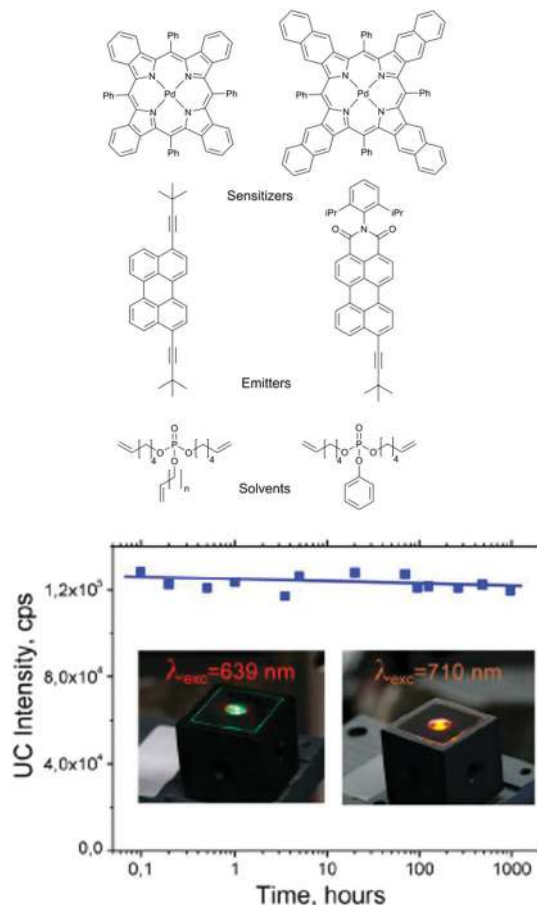 Ph Ph
N N N N
Ph Pd Ph Ph Pd Ph
N N N N
Ph Ph
Sensitizers
iPr iPr
O N O
Emitters
O O
O P O O P O
4 O 4 4 O 4
n
Solvents
1,2x10⁵
8,0x10⁴
4,0x10⁴
0,0
UC Intensity, cps
λexc=639 nm λexc=710 nm
0,1 1 10 100 1000
Time, hours